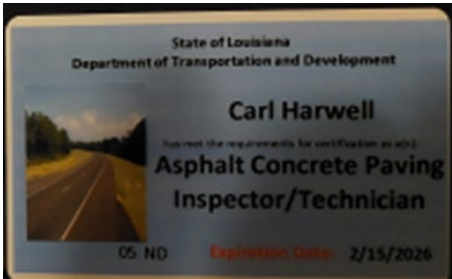 State of Louisiana
Department of Transportation and Development
Carl Harwell
has met the requirements for certification as a(n):
Asphalt Concrete Paving
Inspector/Technician
05 ND Expiration Date: 2/15/2026